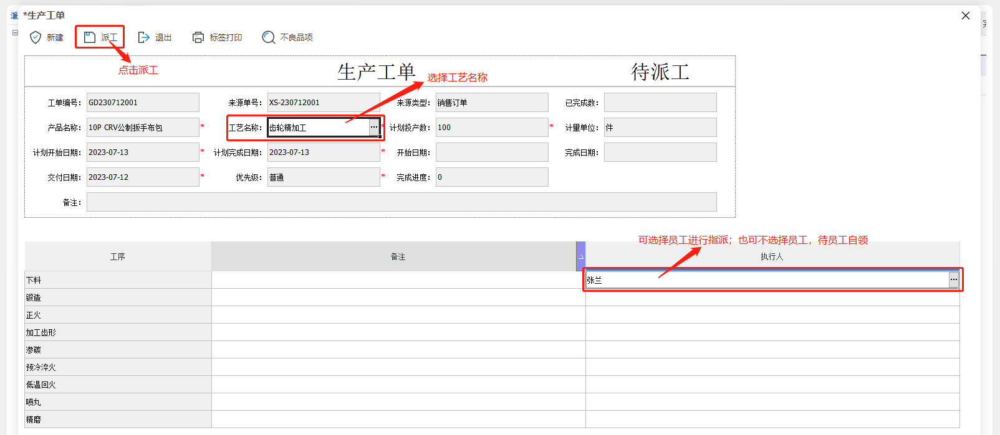 派
*生产工单
新建
派工
退出
标签打印
不良品项
点击派工
生产工单
选择工艺名称
待派工
工单编号: GD230712001
来源单号: XS-230712001
来源类型: 销售订单
已完成数:
产品名称: 10P CRV公制扳手布包 *
工艺名称: 齿轮精加工 ... *
计划投产数: 100 *
计量单位: 件
计划开始日期: 2023-07-13 *
计划完成日期: 2023-07-13 *
开始日期:
完成日期:
交付日期: 2023-07-12 *
优先级: 普通 *
完成进度: 0
备注:
可选择员工进行指派；也可不选择员工，待员工自领
工序
备注
执行人
下料
张兰 ...
锻造
正火
加工齿形
渗碳
预冷淬火
低温回火
喷丸
精磨